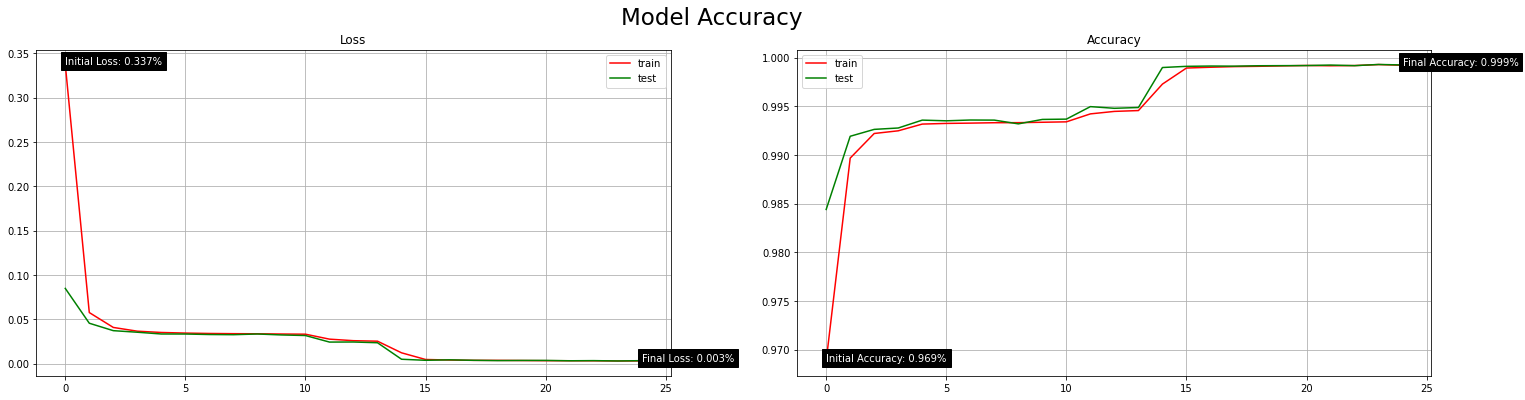 Model Accuracy
Loss
0.35
0.30
0.25
0.20
0.15
0.10
0.05
0.00
Initial Loss: 0.337%
train
test
Final Loss: 0.003%
0 5 10 15 20 25
Accuracy
1.000
0.995
0.990
0.985
0.980
0.975
0.970
train
test
Final Accuracy: 0.999%
Initial Accuracy: 0.969%
0 5 10 15 20 25